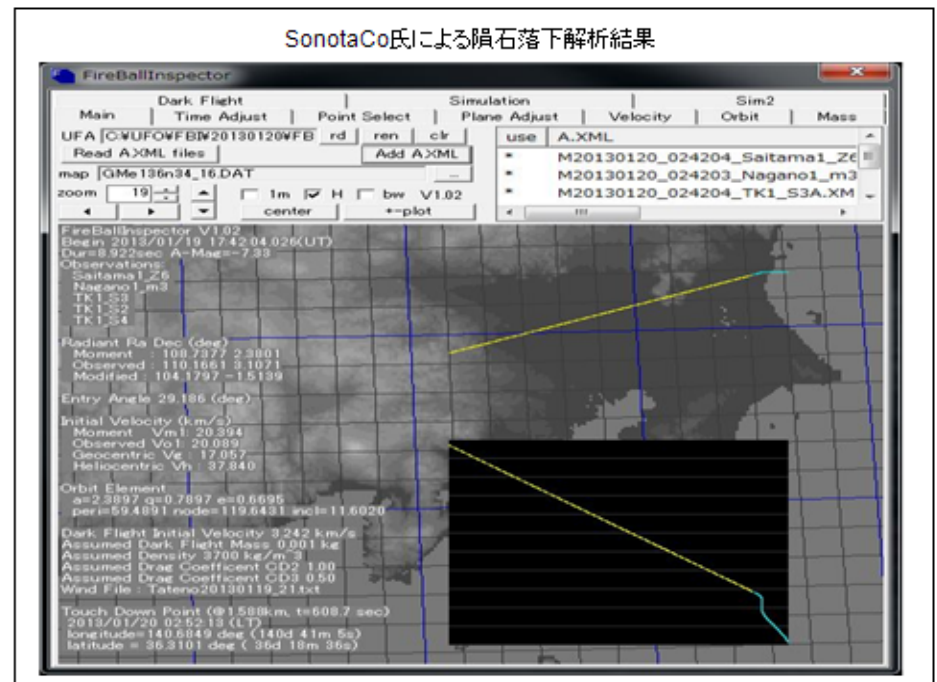 SonotaCo氏による隕石落下解析結果
FireBallInspector
Dark Flight Simulation Sim2
Main Time Adjust Point Select Plane Adjust Velocity Orbit Mass
UFA C:¥UFO¥FBI¥20130120¥FB rd ren clr
Read AXML files Add AXML
map GMe136n34_16.DAT ...
zoom 19 1m H bw V1.02
center +-plot
use A.XML
* M20130120_024204_Saitama1_Z6
* M20130120_024203_Nagano1_m3
* M20130120_024204_TK1_S3A.XM
FireBallInspector V1.02
Begin 2013/01/19 17:42:04.026(UT)
Dur=8.922sec A-Mag=-7.33
Observations:
Saitama1_Z6
Nagano1_m3
TK1_S3
TK1_S2
TK1_S4
Radiant Ra Dec (deg)
Moment : 108.7377 2.3801
Observed : 110.1661 3.1071
Modified : 104.1797 -1.5139
Entry Angle 29.186 (deg)
Initial Velocity (km/s)
Moment Vm1: 20.394
Observed Vo1: 20.089
Geocentric Vg : 17.057
Heliocentric Vh : 37.840
Orbit Element
a=2.3897 q=0.7897 e=0.6695
peri=59.4891 node=119.6431 incl=11.6020
Dark Flight Initial Velocity 3.242 km/s
Assumed Dark Flight Mass 0.001 kg
Assumed Density 3700 kg/m^3
Assumed Drag Coefficent CD2 1.00
Assumed Drag Coefficent CD3 0.50
Wind File : Tateno20130119_21.txt
Touch Down Point (@1.588km, t=608.7 sec)
2013/01/20 02:52:13 (LT)
longitude=140.6849 deg (140d 41m 5s)
latitude = 36.3101 deg ( 36d 18m 36s)